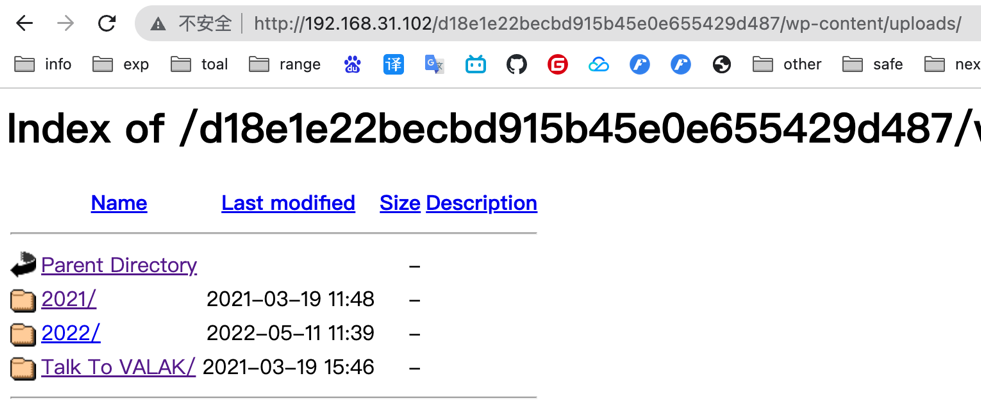 不安全 http://192.168.31.102/d18e1e22becbd915b45e0e655429d487/wp-content/uploads/
info exp toal range 译 G other safe nex
Index of /d18e1e22becbd915b45e0e655429d487/
Name Last modified Size Description
Parent Directory –
2021/ 2021-03-19 11:48 –
2022/ 2022-05-11 11:39 –
Talk To VALAK/ 2021-03-19 15:46 –